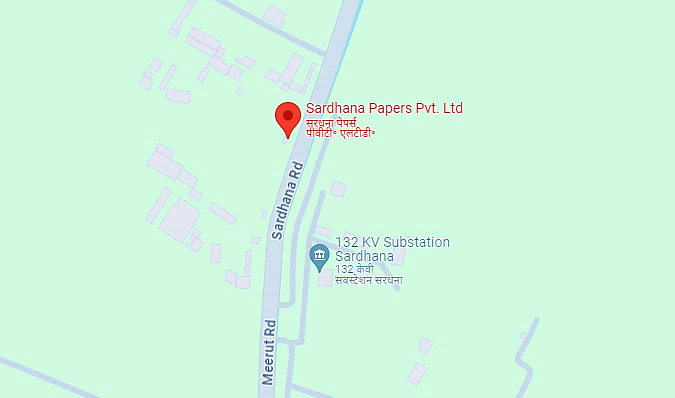 Sardhana Papers Pvt. Ltd
सरधना पेपर्स
पीवीटी॰ एलटीडी॰
Sardhana Rd
132 KV Substation
Sardhana
132 केवी
सबस्टेशन सरधना
Meerut Rd